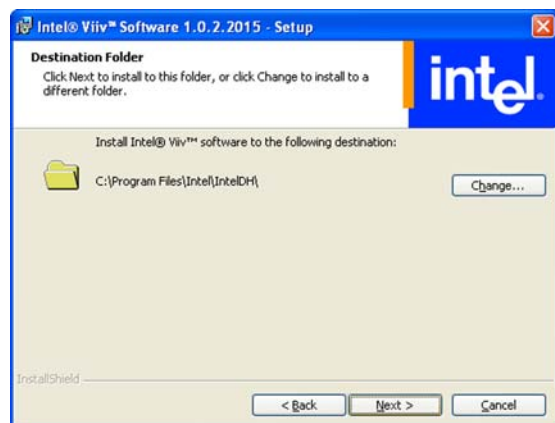 Intel® Viiv™ Software 1.0.2.2015 - Setup
Destination Folder
Click Next to install to this folder, or click Change to install to a
different folder.
intel.
Install Intel® Viiv™ software to the following destination:
C:\Program Files\Intel\IntelDH\
Change...
InstallShield
< Back
Next >
Cancel